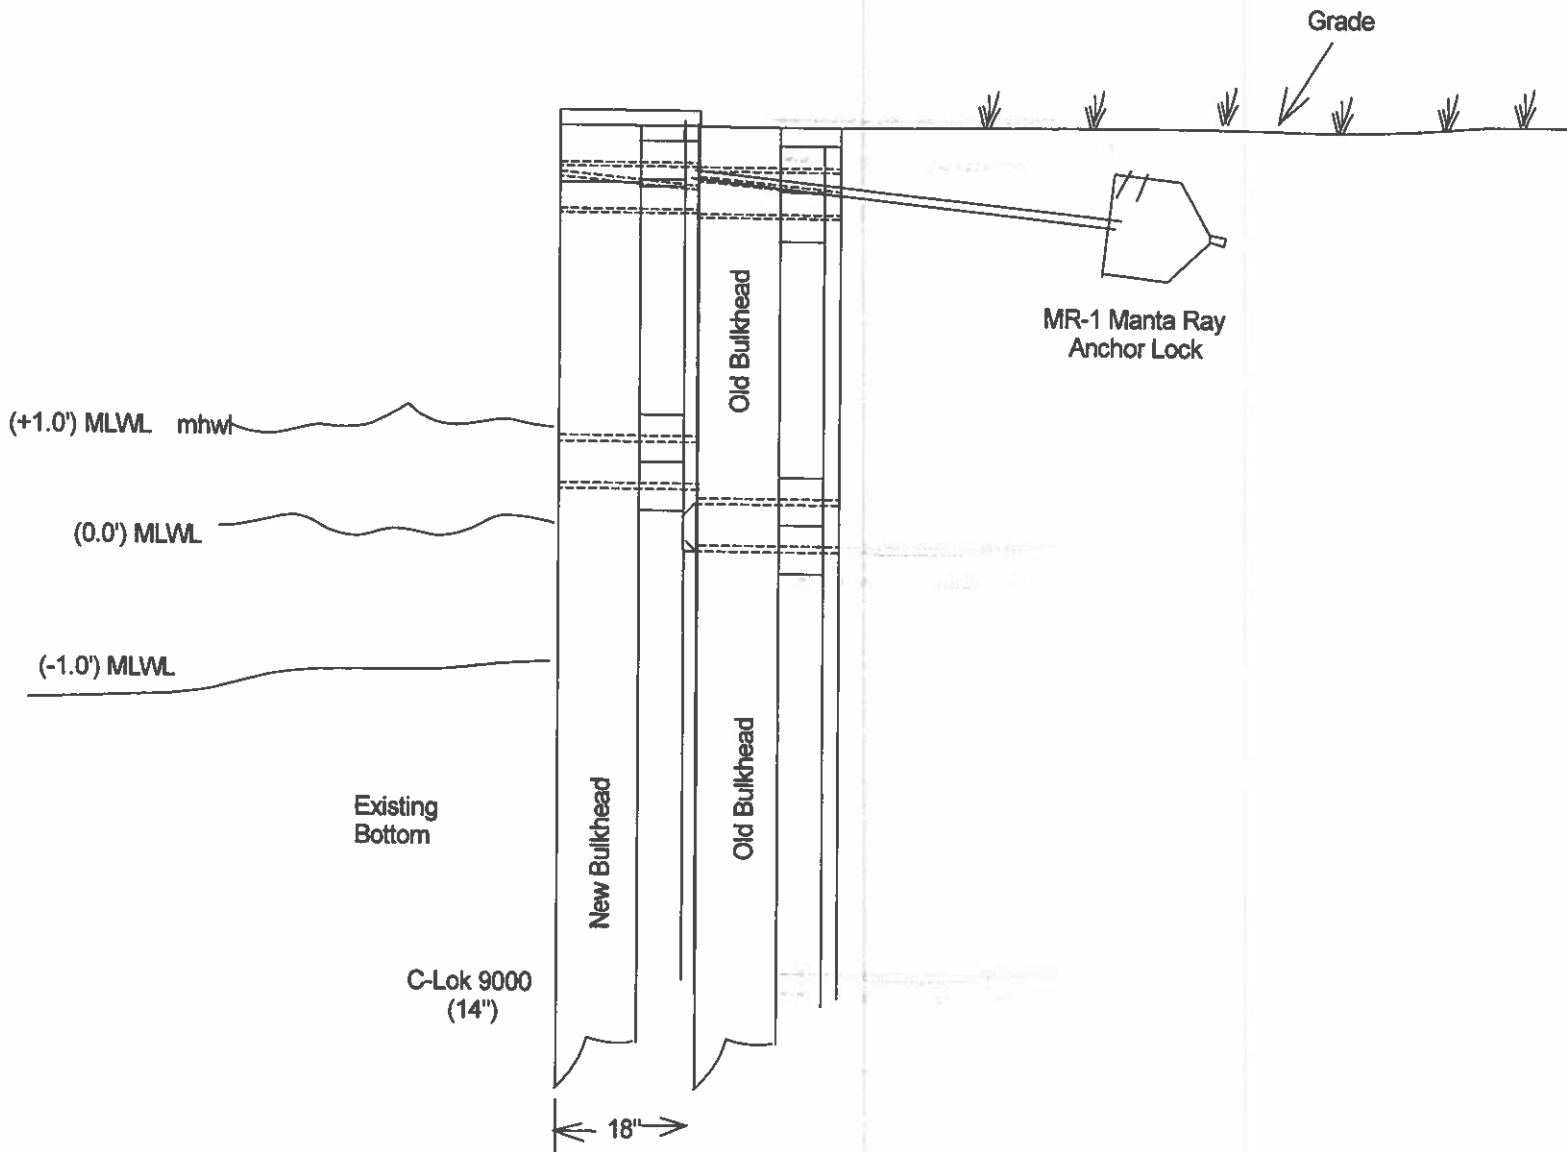 Grade
MR-1 Manta Ray
Anchor Lock
Old Bulkhead
(+1.0') MLWL mhwl
(0.0') MLWL
(-1.0') MLWL
Existing
Bottom
New Bulkhead
Old Bulkhead
C-Lok 9000
(14")
18"